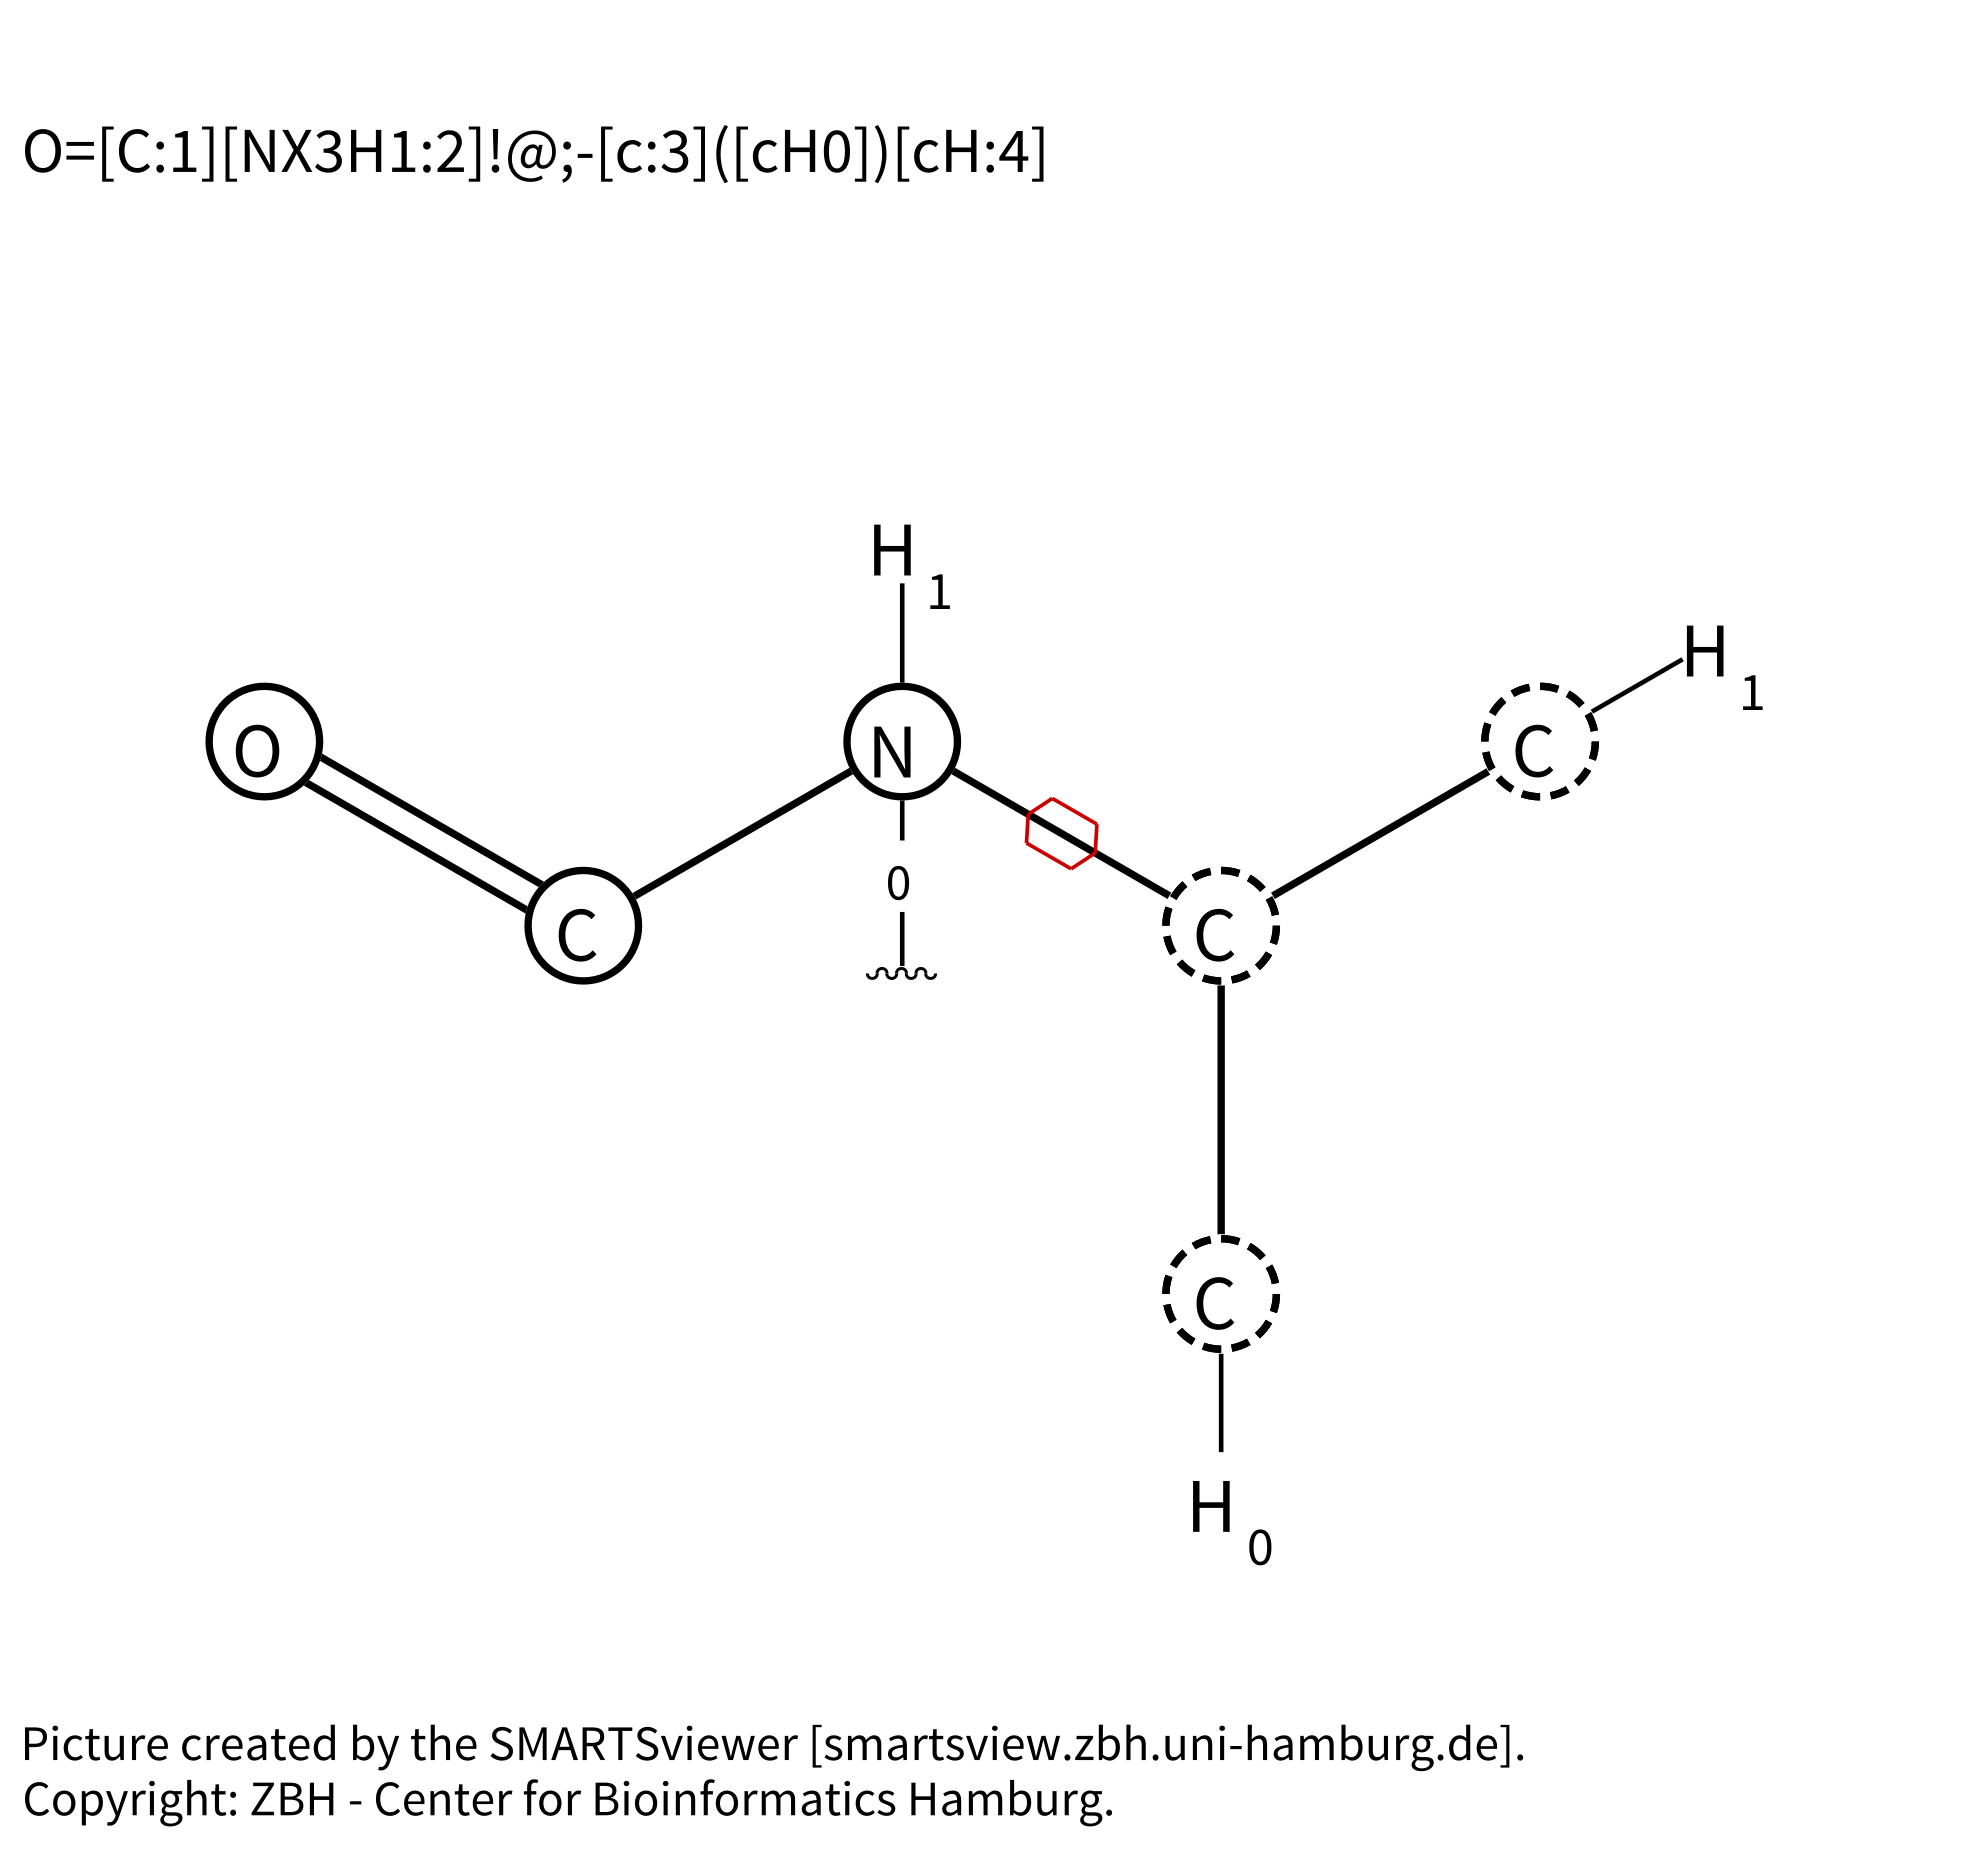 O=[C:1][NX3H1:2]!@;-[c:3]([cH0])[cH:4]
H 1
H 1
O
N
C
0
C
C
C
H 0
Picture created by the SMARTSviewer [smartsview.zbh.uni-hamburg.de].
Copyright: ZBH - Center for Bioinformatics Hamburg.